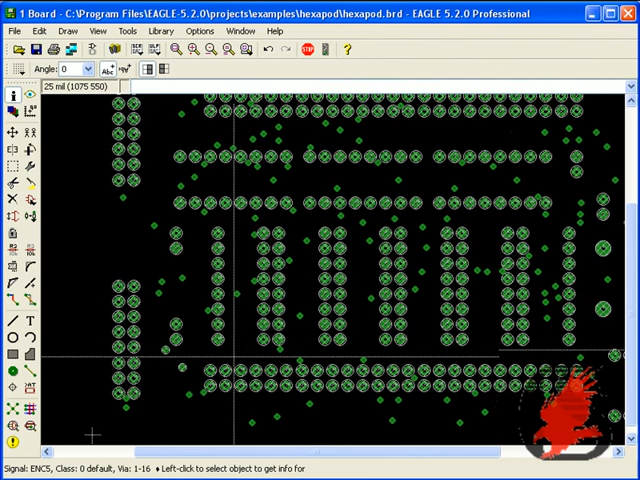 1 Board - C:\Program Files\EAGLE-5.2.0\projects\examples\hexapod\hexapod.brd - EAGLE 5.2.0 Professional
File Edit Draw View Tools Library Options Window Help
Angle: 0
25 mil (1075 550)
Signal: ENC5, Class: 0 default, Via: 1-16 ♦ Left-click to select object to get info for